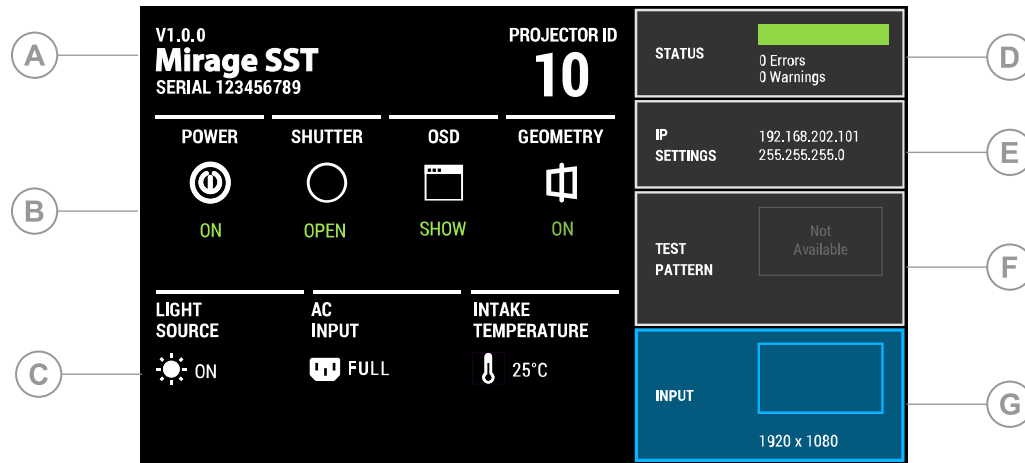 A
V1.0.0
Mirage SST
SERIAL 123456789
PROJECTOR ID
10
B
POWER
ON
SHUTTER
OPEN
OSD
SHOW
GEOMETRY
ON
C
LIGHT
SOURCE
ON
AC
INPUT
FULL
INTAKE
TEMPERATURE
25°C
STATUS
0 Errors
0 Warnings
D
IP
SETTINGS
192.168.202.101
255.255.255.0
E
TEST
PATTERN
Not
Available
F
INPUT
1920 x 1080
G